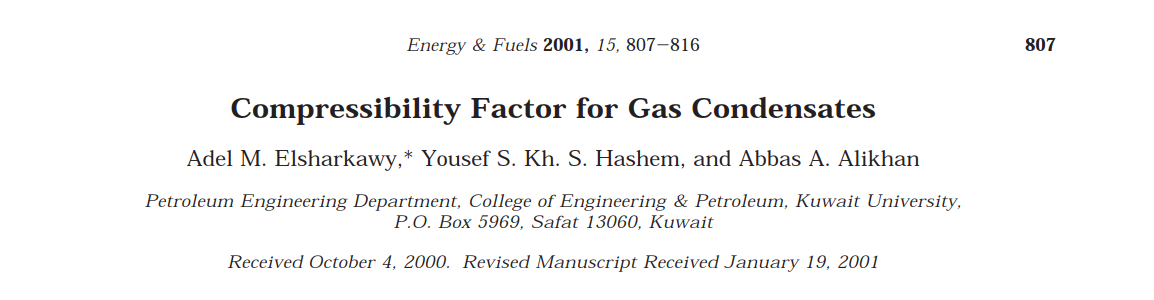 Energy & Fuels 2001, 15, 807−816 807
Compressibility Factor for Gas Condensates
Adel M. Elsharkawy,* Yousef S. Kh. S. Hashem, and Abbas A. Alikhan
Petroleum Engineering Department, College of Engineering & Petroleum, Kuwait University,
P.O. Box 5969, Safat 13060, Kuwait
Received October 4, 2000. Revised Manuscript Received January 19, 2001